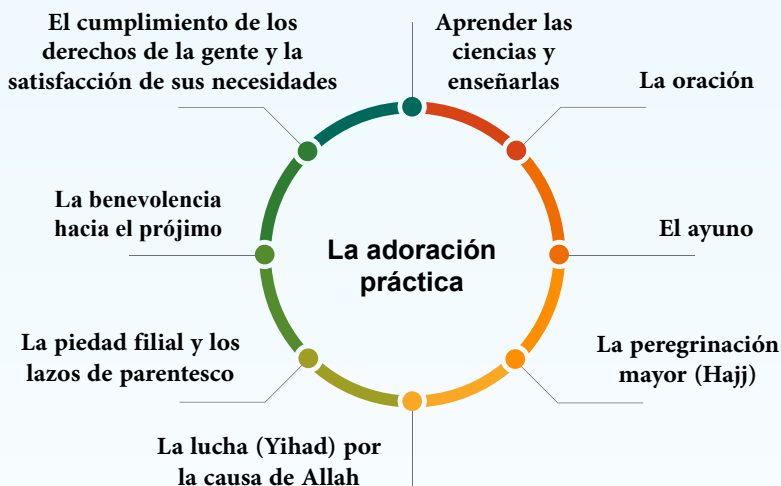 El cumplimiento de los
derechos de la gente y la
satisfacción de sus necesidades
Aprender las
ciencias y
enseñarlas
La oración
El ayuno
La peregrinación
mayor (Hajj)
La lucha (Yihad) por
la causa de Allah
La piedad filial y los
lazos de parentesco
La benevolencia
hacia el prójimo
La adoración
práctica